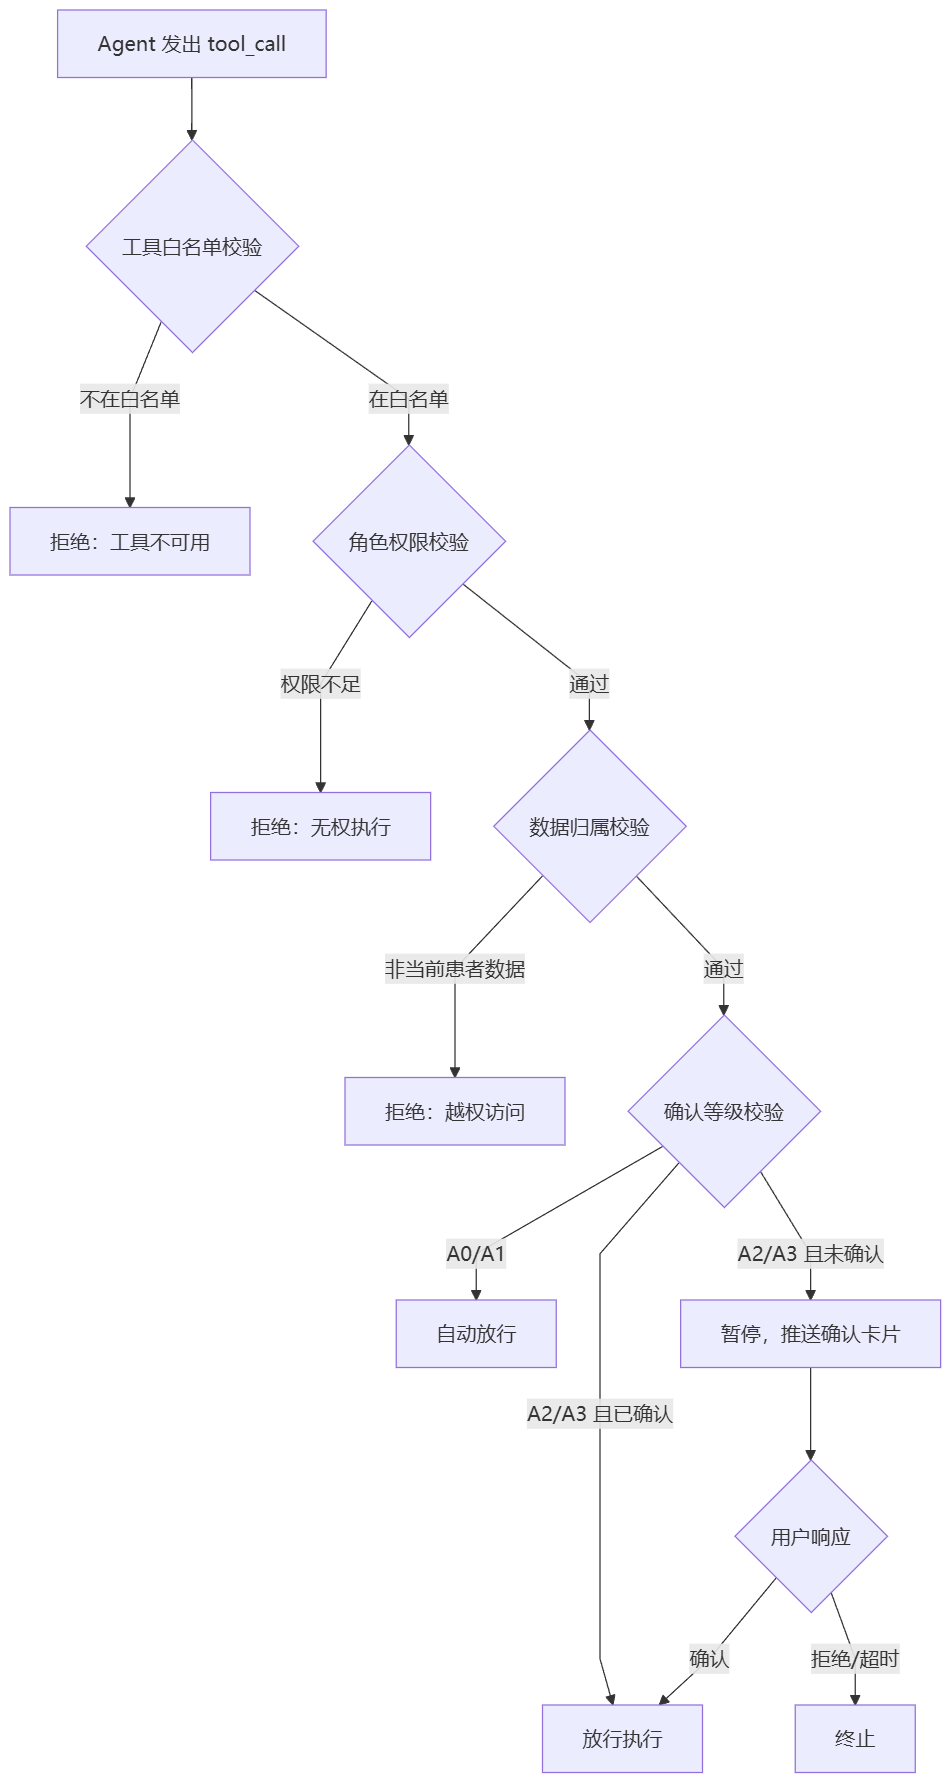 Agent 发出 tool_call
工具白名单校验
不在白名单
在白名单
拒绝：工具不可用
角色权限校验
权限不足
通过
拒绝：无权执行
数据归属校验
非当前患者数据
通过
拒绝：越权访问
确认等级校验
A0/A1
A2/A3 且未确认
自动放行
暂停，推送确认卡片
A2/A3 且已确认
用户响应
确认
拒绝/超时
放行执行
终止